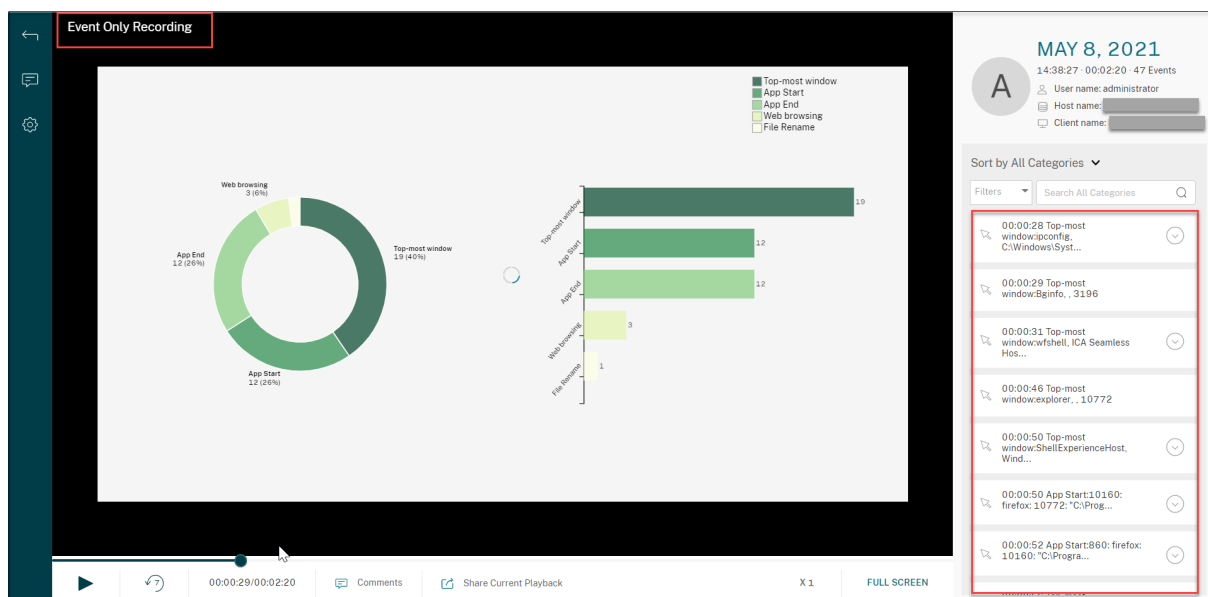 Event Only Recording
Top-most window
App Start
App End
Web browsing
File Rename
Web browsing
3 (6%)
App End
12 (26%)
Top-most window
19 (40%)
App Start
12 (26%)
Top-most window
19
App Start
12
App End
12
Web browsing
3
File Rename
1
7
00:00:29/00:02:20
Comments
Share Current Playback
X 1
FULL SCREEN
A
MAY 8, 2021
14:38:27 · 00:02:20 · 47 Events
User name: administrator
Host name:
Client name:
Sort by All Categories
Filters
Search All Categories
00:00:28 Top-most
window:ipconfig,
C:\Windows\Syst...
00:00:29 Top-most
window:Bginfo, , 3196
00:00:31 Top-most
window:wfshell, ICA Seamless
Hos...
00:00:46 Top-most
window:explorer, , 10772
00:00:50 Top-most
window:ShellExperienceHost,
Wind...
00:00:50 App Start:10160:
firefox: 10772: "C:\Prog...
00:00:52 App Start:860: firefox:
10160: "C:\Progra...